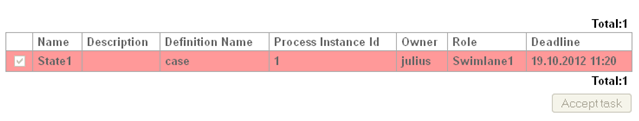 Total:1
Name Description Definition Name Process Instance Id Owner Role Deadline
State1 case 1 julius Swimlane1 19.10.2012 11:20
Total:1
Accept task